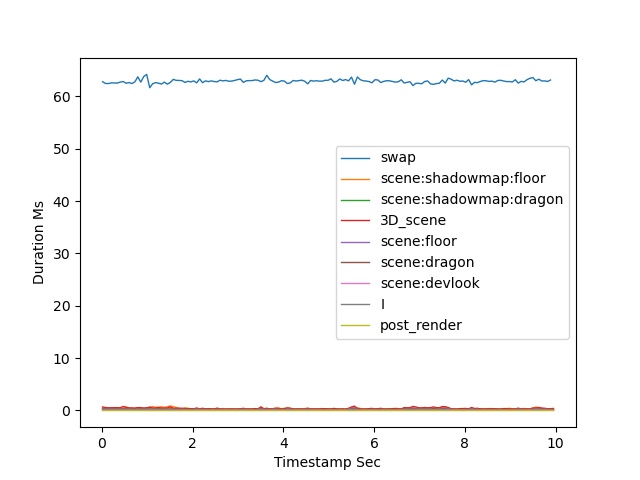 60
50
40
30
20
10
0
Duration Ms
swap
scene:shadowmap:floor
scene:shadowmap:dragon
3D_scene
scene:floor
scene:dragon
scene:devlook
I
post_render
0 2 4 6 8 10
Timestamp Sec